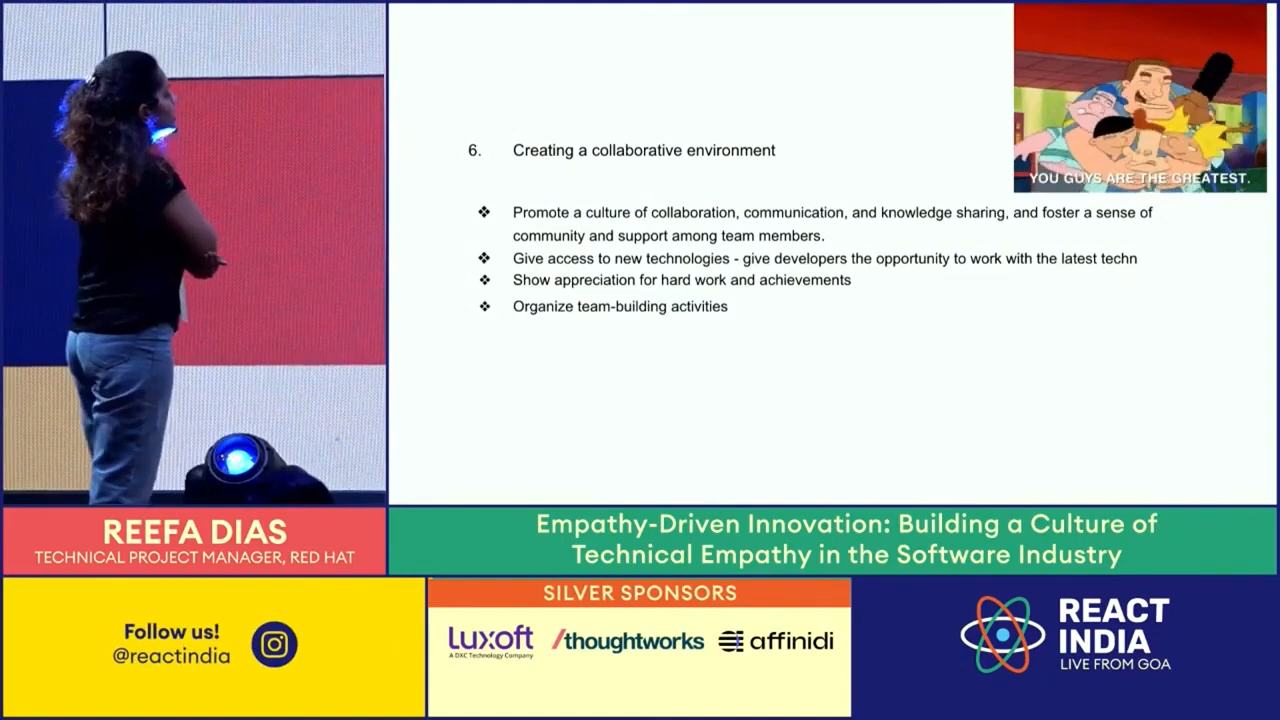 YOU GUYS ARE THE GREATEST.
6. Creating a collaborative environment
❖ Promote a culture of collaboration, communication, and knowledge sharing, and foster a sense of
community and support among team members.
❖ Give access to new technologies - give developers the opportunity to work with the latest techn
❖ Show appreciation for hard work and achievements
❖ Organize team-building activities
REEFA DIAS
TECHNICAL PROJECT MANAGER, RED HAT
Empathy-Driven Innovation: Building a Culture of
Technical Empathy in the Software Industry
Follow us!
@reactindia
SILVER SPONSORS
Luxoft
A DXC Technology Company
/thoughtworks
affinidi
REACT
INDIA
LIVE FROM GOA